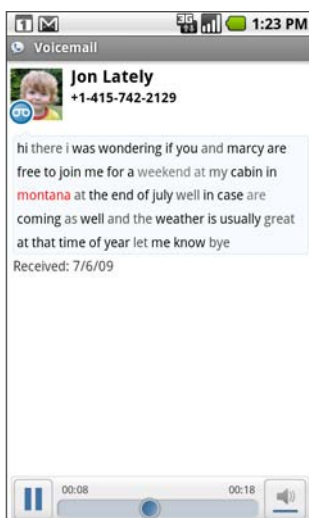 1
3G
1:23 PM
Voicemail
Jon Lately
+1-415-742-2129
hi there i was wondering if you and marcy are
free to join me for a weekend at my cabin in
montana at the end of july well in case are
coming as well and the weather is usually great
at that time of year let me know bye
Received: 7/6/09
00:08
00:18